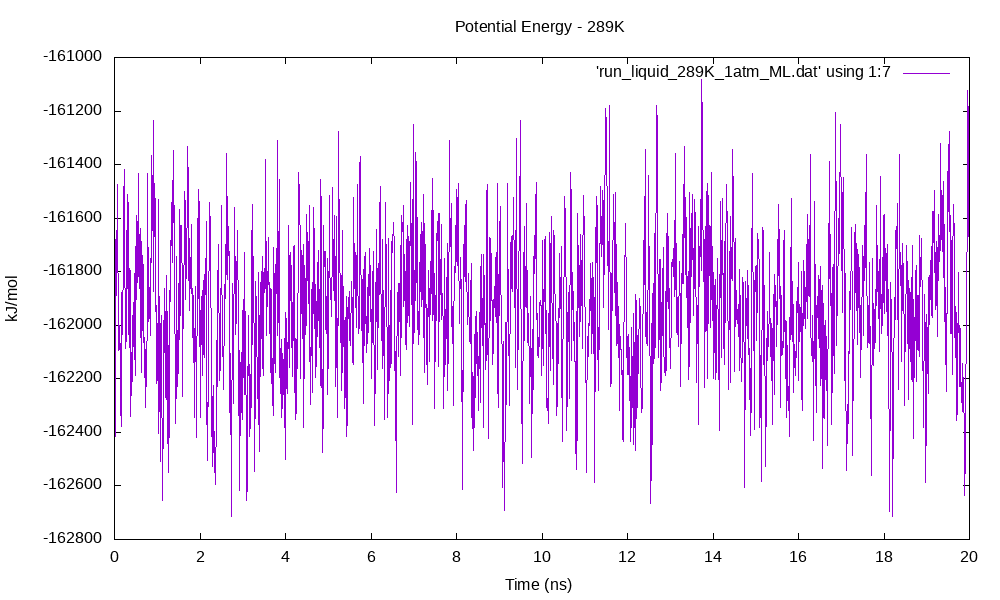 Potential Energy - 289K
'run_liquid_289K_1atm_ML.dat' using 1:7
-161000
-161200
-161400
-161600
-161800
-162000
-162200
-162400
-162600
-162800
kJ/mol
0 2 4 6 8 10 12 14 16 18 20
Time (ns)